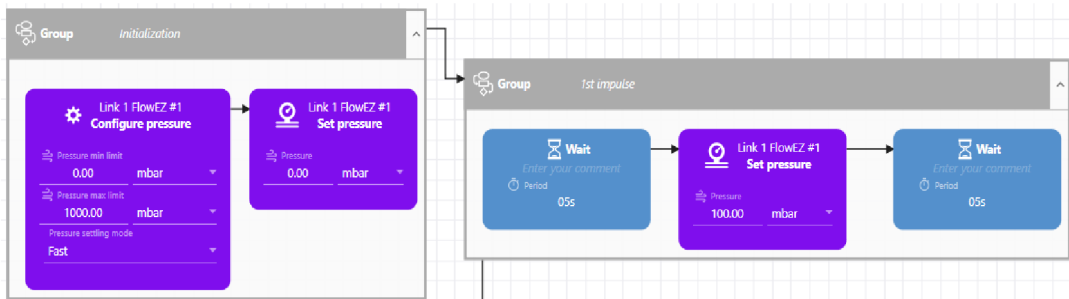 Group Initialization
Link 1 FlowEZ #1
Configure pressure
Pressure min limit
0.00 mbar
Pressure max limit
1000.00 mbar
Pressure settling mode
Fast
Link 1 FlowEZ #1
Set pressure
Pressure
0.00 mbar
Group 1st impulse
Wait
Enter your comment
Period
05s
Link 1 FlowEZ #1
Set pressure
Pressure
100.00 mbar
Wait
Enter your comment
Period
05s